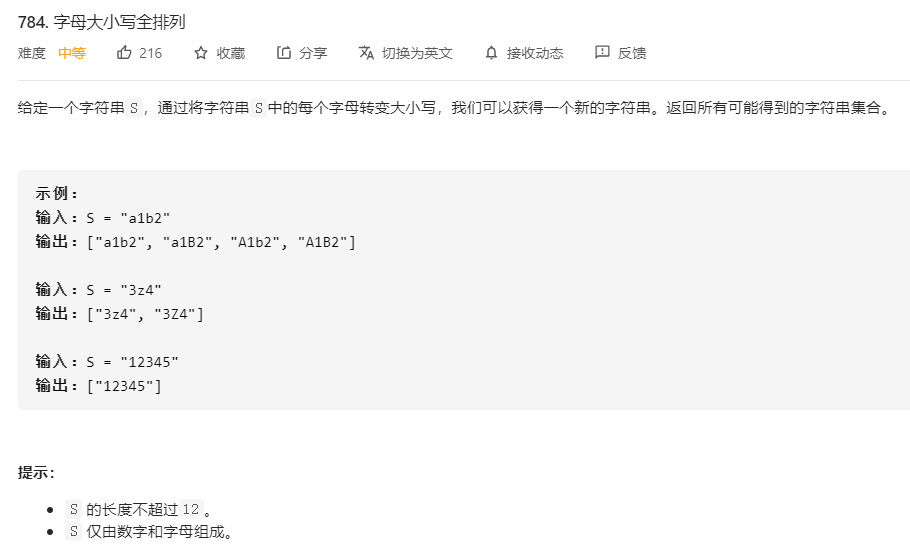 784. 字母大小写全排列
难度 中等 216 收藏 分享 切换为英文 接收动态 反馈
给定一个字符串 S，通过将字符串 S 中的每个字母转变大小写，我们可以获得一个新的字符串。返回所有可能得到的字符串集合。
示例：
输入：S = "a1b2"
输出：["a1b2", "a1B2", "A1b2", "A1B2"]
输入：S = "3z4"
输出：["3z4", "3Z4"]
输入：S = "12345"
输出：["12345"]
提示：
S 的长度不超过 12 。
S 仅由数字和字母组成。